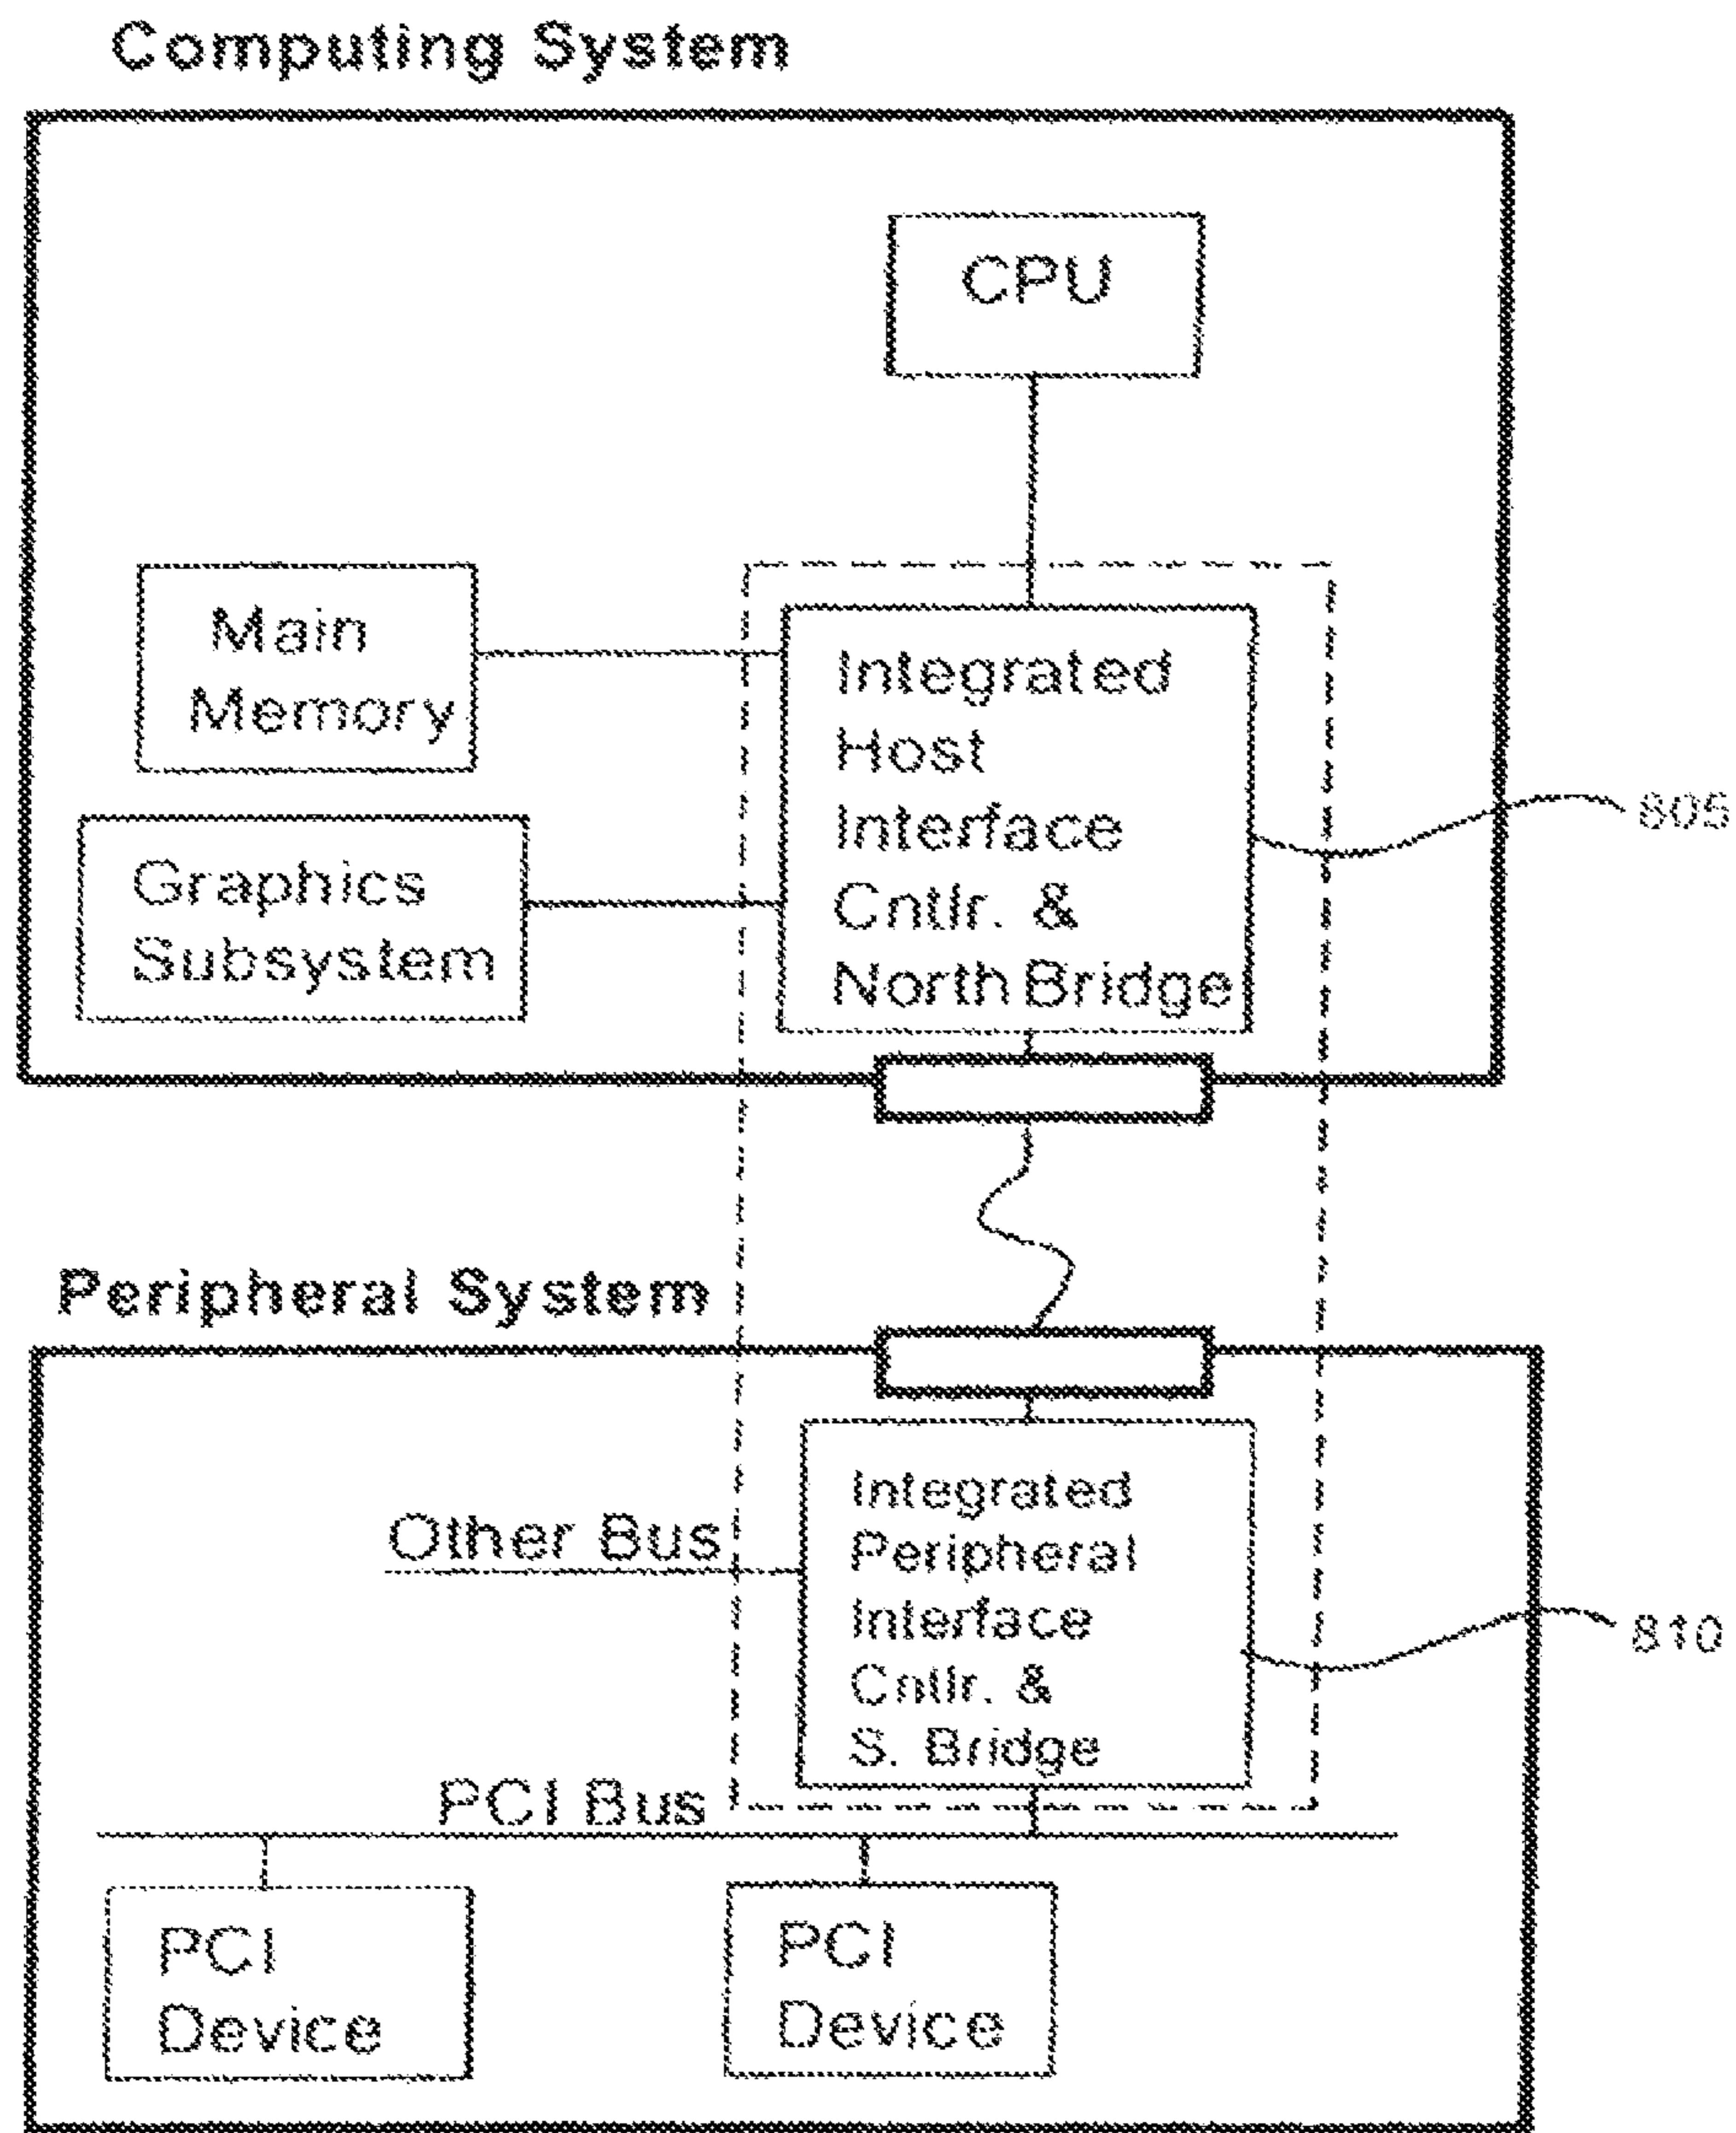 Computing System
CPU
Main
Memory
Integrated
Host
Interface
Cntlr. &
North Bridge
805
Graphics
Subsystem
Peripheral System
Other Bus
Integrated
Peripheral
Interface
Cntlr. &
S. Bridge
810
PCI Bus
PCI
Device
PCI
Device